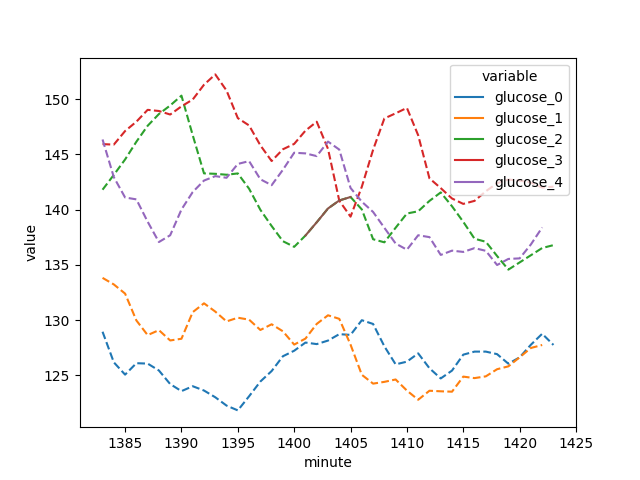 variable
glucose_0
glucose_1
glucose_2
glucose_3
glucose_4
150
145
140
135
130
125
value
1385 1390 1395 1400 1405 1410 1415 1420 1425
minute